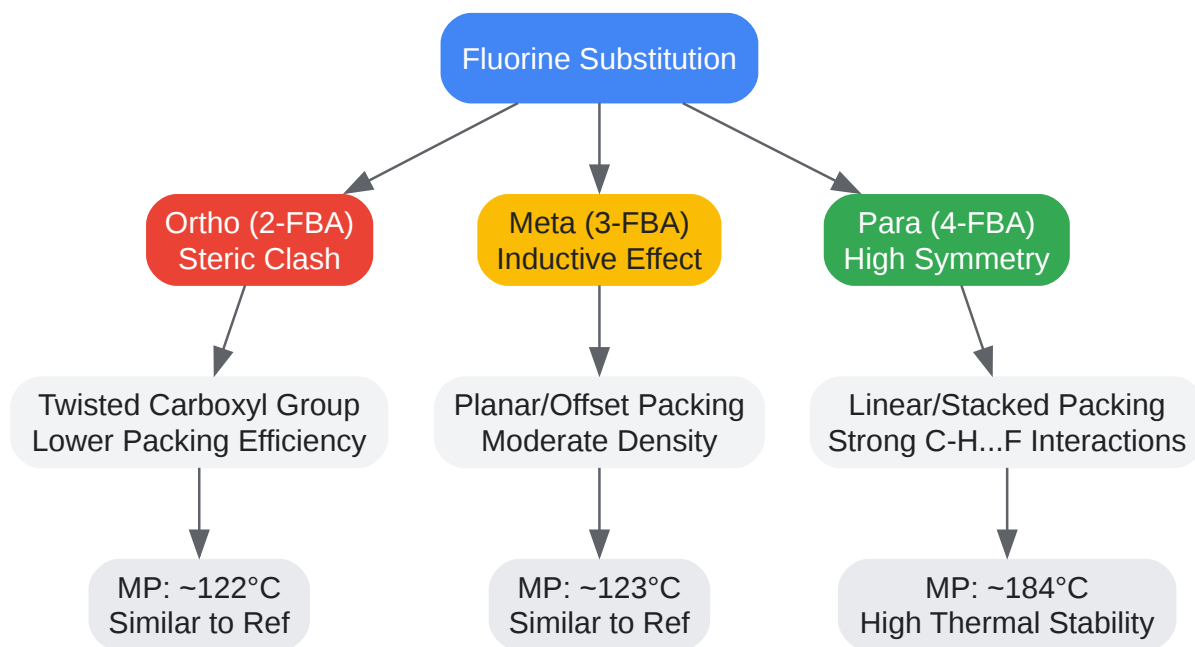 Fluorine Substitution
Ortho (2-FBA)
Steric Clash
Meta (3-FBA)
Inductive Effect
Para (4-FBA)
High Symmetry
Twisted Carboxyl Group
Lower Packing Efficiency
Planar/Offset Packing
Moderate Density
Linear/Stacked Packing
Strong C-H...F Interactions
MP: ~122°C
Similar to Ref
MP: ~123°C
Similar to Ref
MP: ~184°C
High Thermal Stability